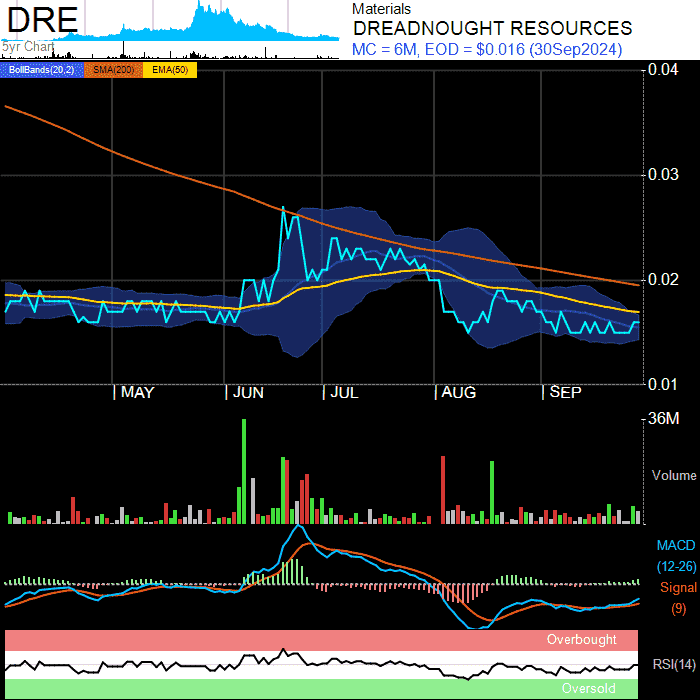 DRE
5yr Chart
Materials
DREADNOUGHT RESOURCES
MC = 6M, EOD = $0.016 (30Sep2024)
BollBands(20,2) SMA(200) EMA(50)
0.04
0.03
0.02
0.01
MAY JUN JUL AUG SEP
36M
Volume
MACD
(12-26)
Signal
(9)
Overbought
RSI(14)
Oversold